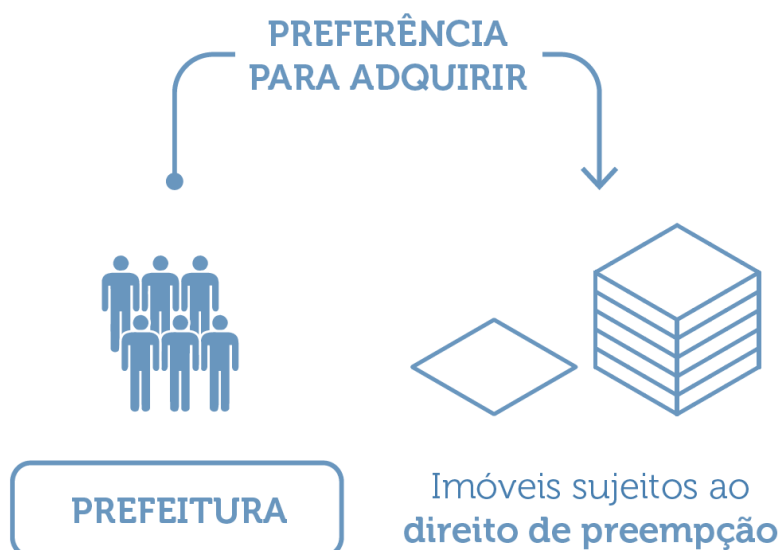 PREFERÊNCIA
PARA ADQUIRIR
PREFEITURA
Imóveis sujeitos ao
direito de preempção